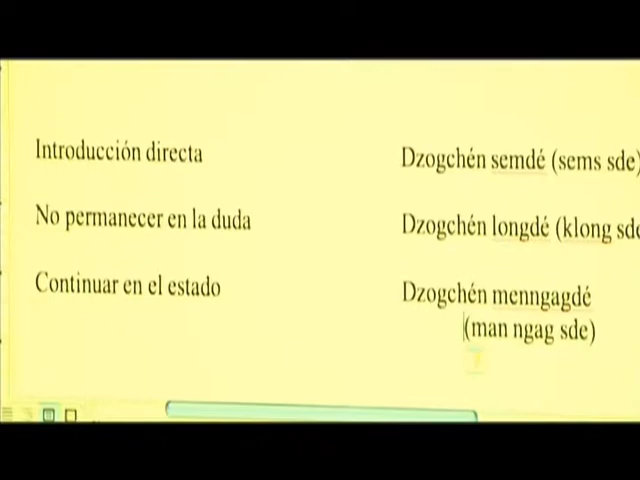 Introducción directa
Dzogchén semdé (sems sde)
No permanecer en la duda
Dzogchén longdé (klong sde
Continuar en el estado
Dzogchén menngagdé
(man ngag sde)